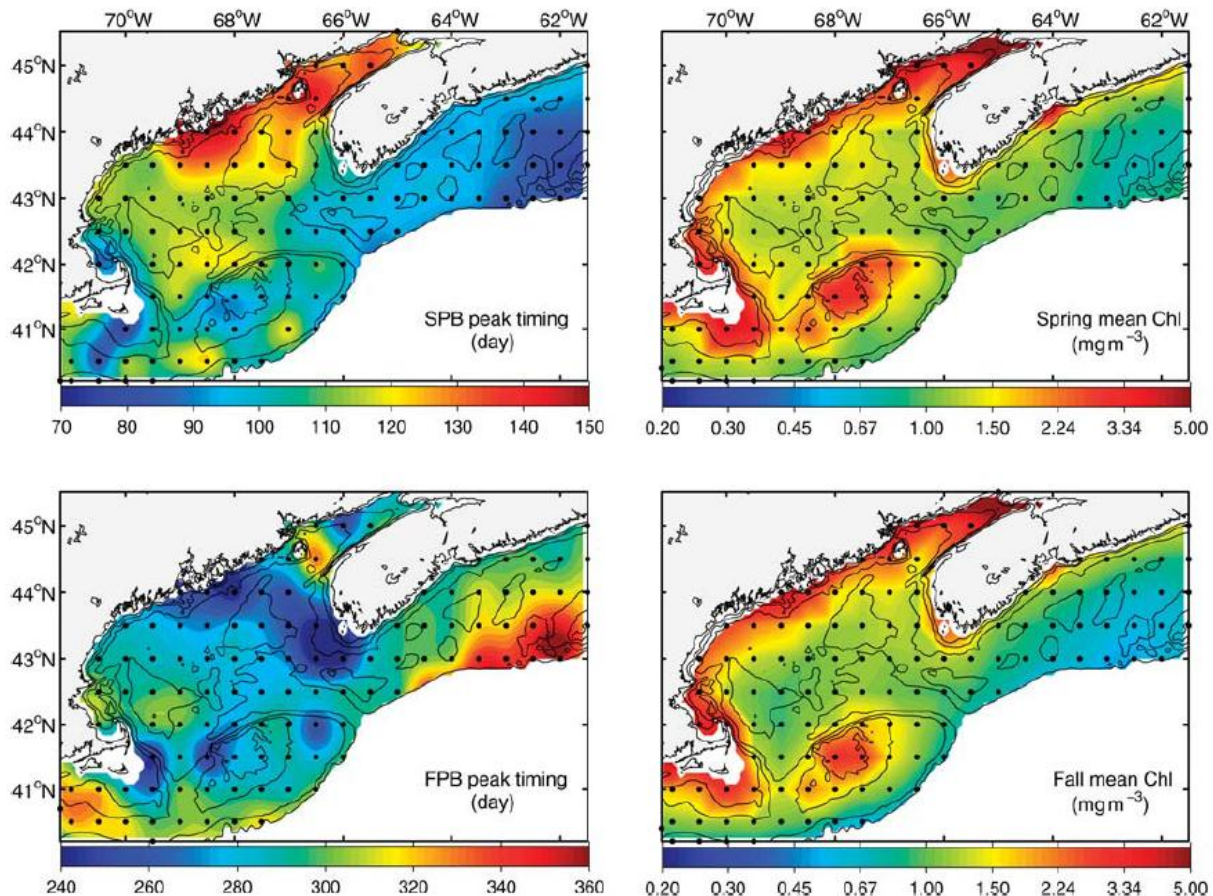 70°W 68°W 66°W 64°W 62°W
70°W 68°W 66°W 64°W 62°W
45°N
44°N
43°N
42°N
41°N
SPB peak timing
(day)
70 80 90 100 110 120 130 140 150
Spring mean Chl
(mg m⁻³)
0.20 0.30 0.45 0.67 1.00 1.50 2.24 3.34 5.00
45°N
44°N
43°N
42°N
41°N
FPB peak timing
(day)
240 260 280 300 320 340 360
Fall mean Chl
(mg m⁻³)
0.20 0.30 0.45 0.67 1.00 1.50 2.24 3.34 5.00